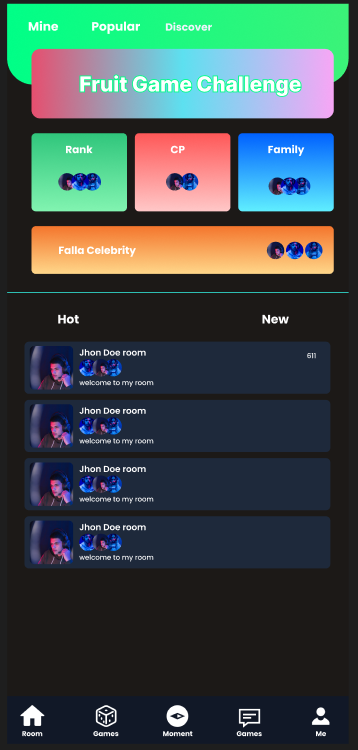 Mine Popular Discover
Fruit Game Challenge
Rank CP Family
Falla Celebrity
Hot New
Jhon Doe room
611
welcome to my room
Jhon Doe room
welcome to my room
Jhon Doe room
welcome to my room
Jhon Doe room
welcome to my room
Room Games Moment Games Me